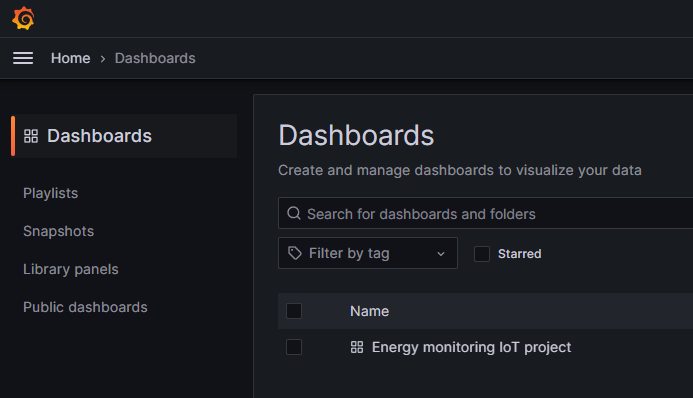 Home › Dashboards
Dashboards
Playlists
Snapshots
Library panels
Public dashboards
Dashboards
Create and manage dashboards to visualize your data
Search for dashboards and folders
Filter by tag
Starred
Name
Energy monitoring IoT project